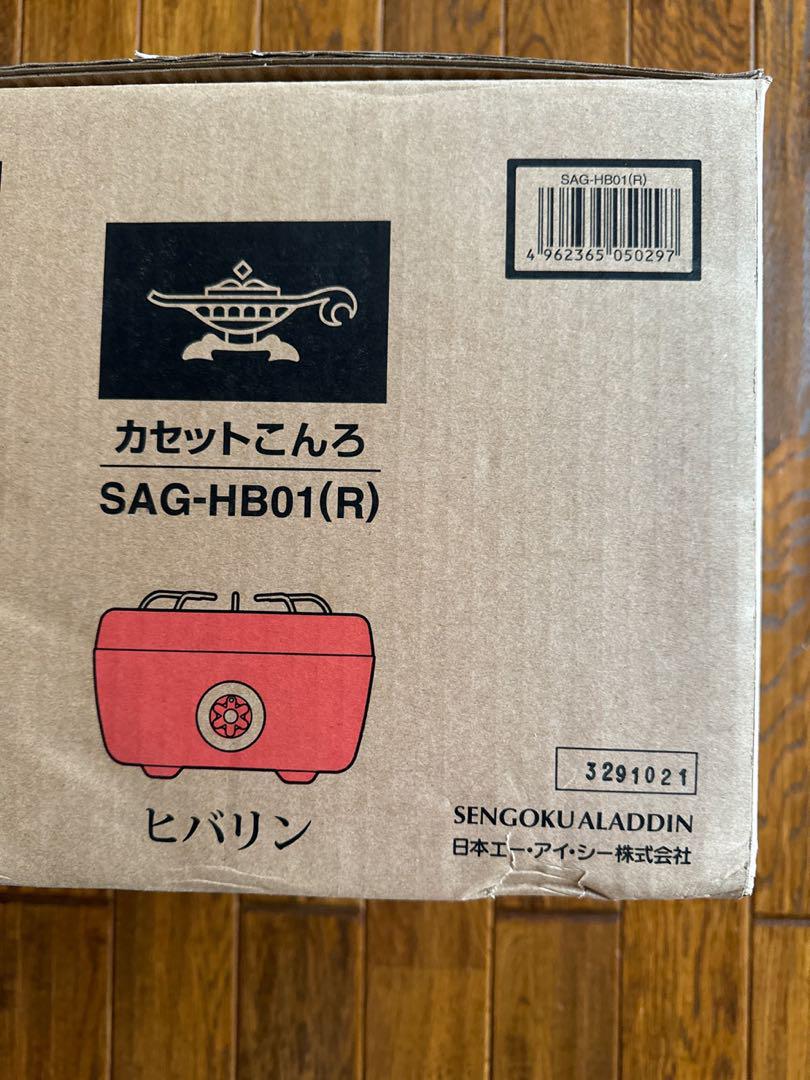 SAG-HB01(R)
4 962365 050297
カセットこんろ
SAG-HB01(R)
ヒバリン
3291021
SENGOKU ALADDIN
日本エー・アイ・シー株式会社